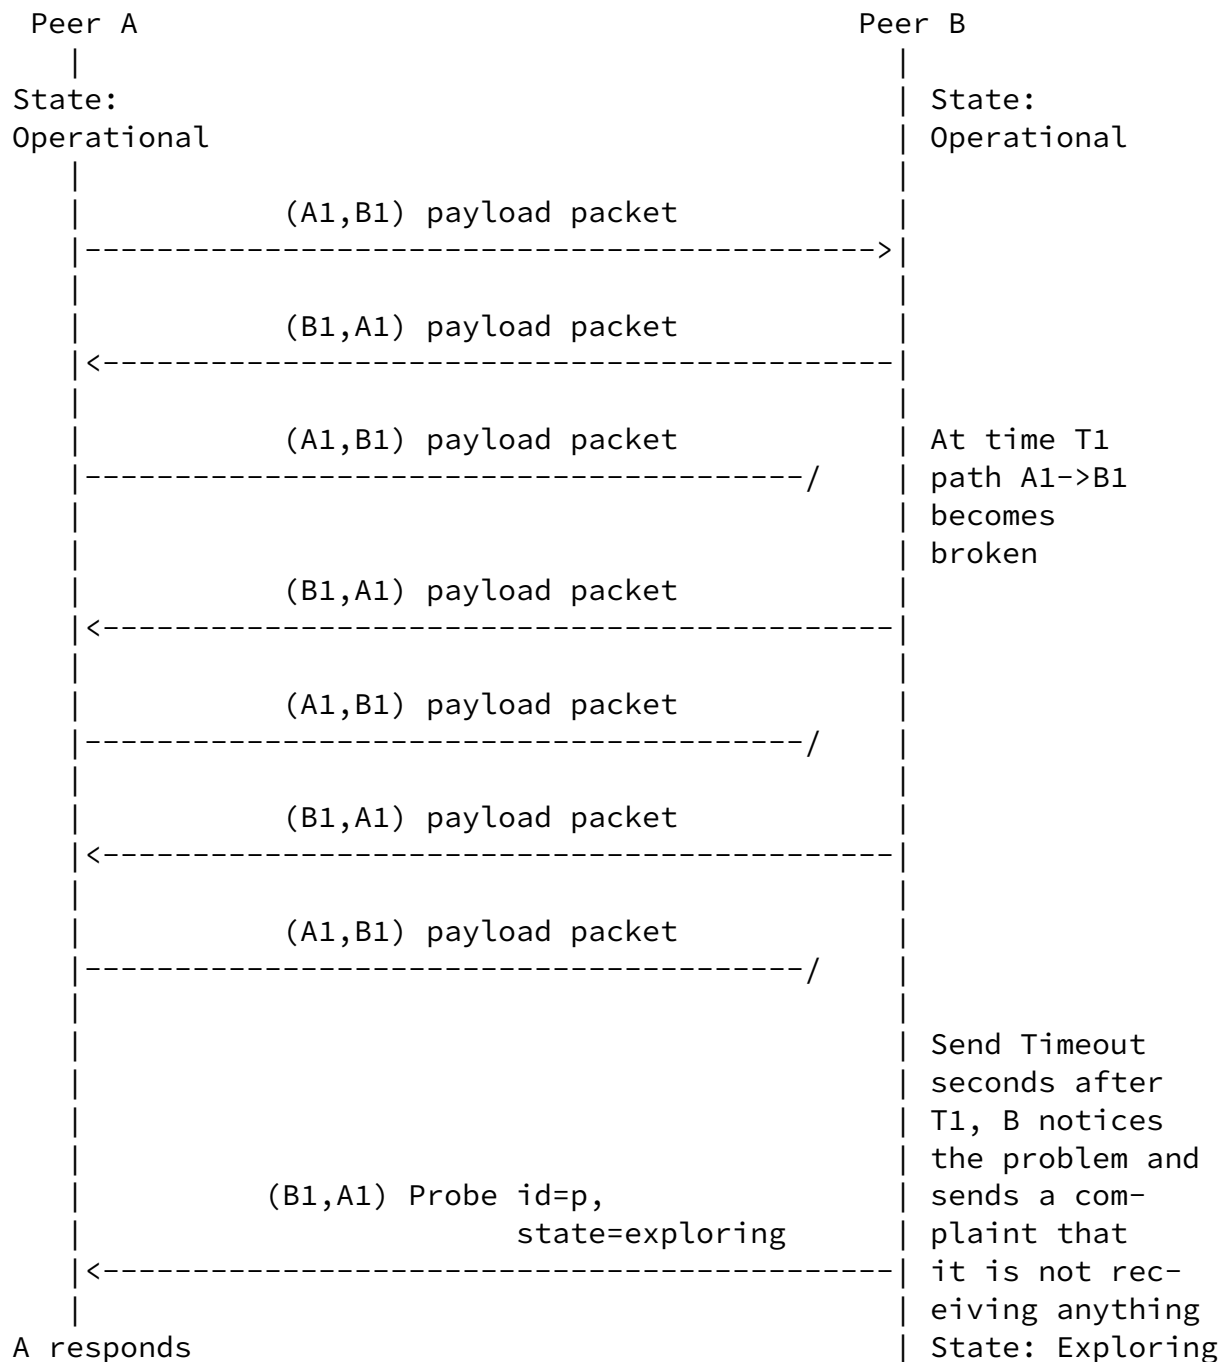 Peer A                                        Peer B
State:                                             | State:
Operational                                        | Operational
(A1,B1) payload packet
(B1,A1) payload packet
(A1,B1) payload packet             | At time T1
path A1->B1
becomes
broken
(B1,A1) payload packet
(A1,B1) payload packet
(B1,A1) payload packet
(A1,B1) payload packet
Send Timeout
seconds after
T1, B notices
the problem and
(B1,A1) Probe id=p,                | sends a com-
state=exploring      | plaint that
it is not rec-
eiving anything
A responds                                         | State: Exploring